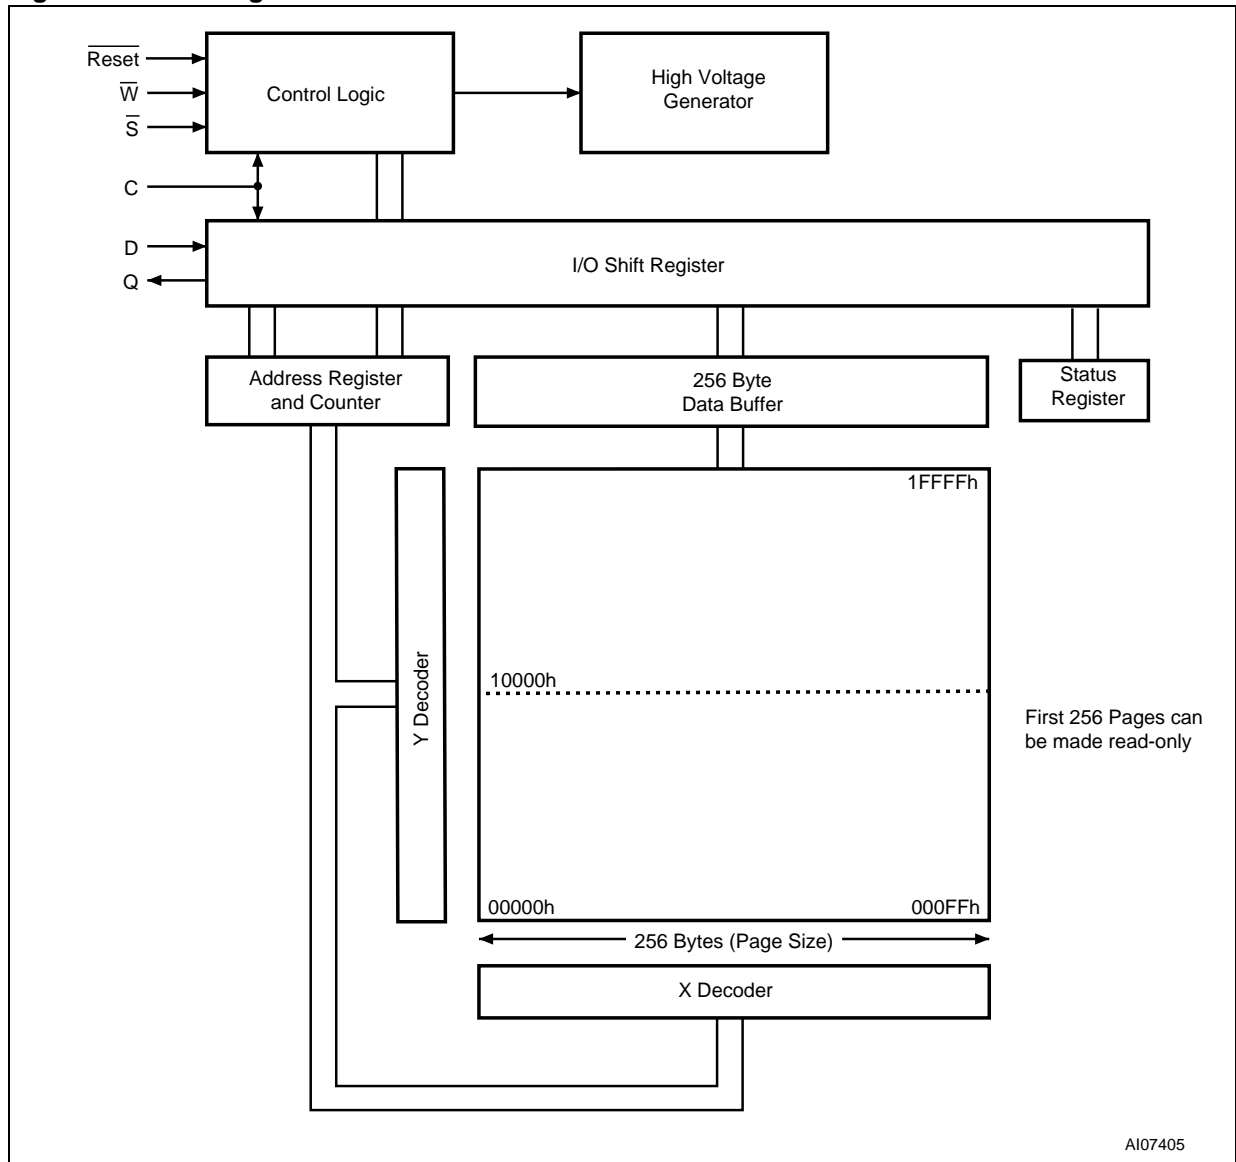 Reset
W
S
C
D
Q
Control Logic
High Voltage
Generator
I/O Shift Register
Address Register
and Counter
256 Byte
Data Buffer
Status
Register
1FFFFh
Y Decoder
10000h
First 256 Pages can
be made read-only
00000h
000FFh
256 Bytes (Page Size)
X Decoder
AI07405